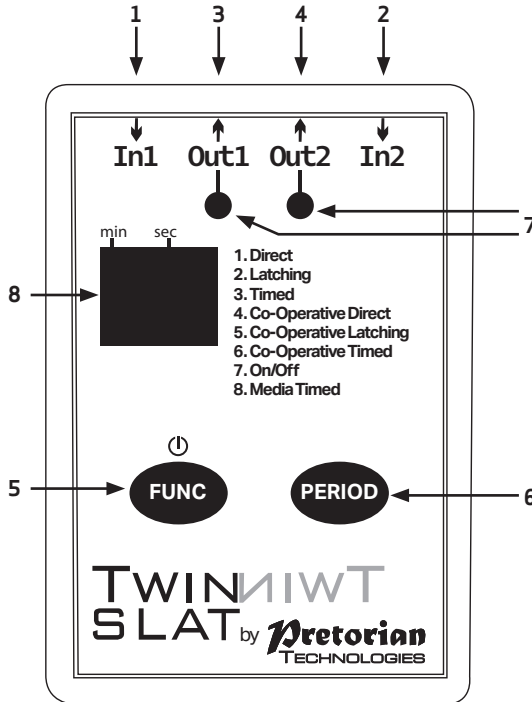 1 3 4 2
In1 Out1 Out2 In2
7
min sec
8
1. Direct
2. Latching
3. Timed
4. Co-Operative Direct
5. Co-Operative Latching
6. Co-Operative Timed
7. On/Off
8. Media Timed
5 FUNC PERIOD 6
TWIN TWIN
SLAT by Pretorian
TECHNOLOGIES